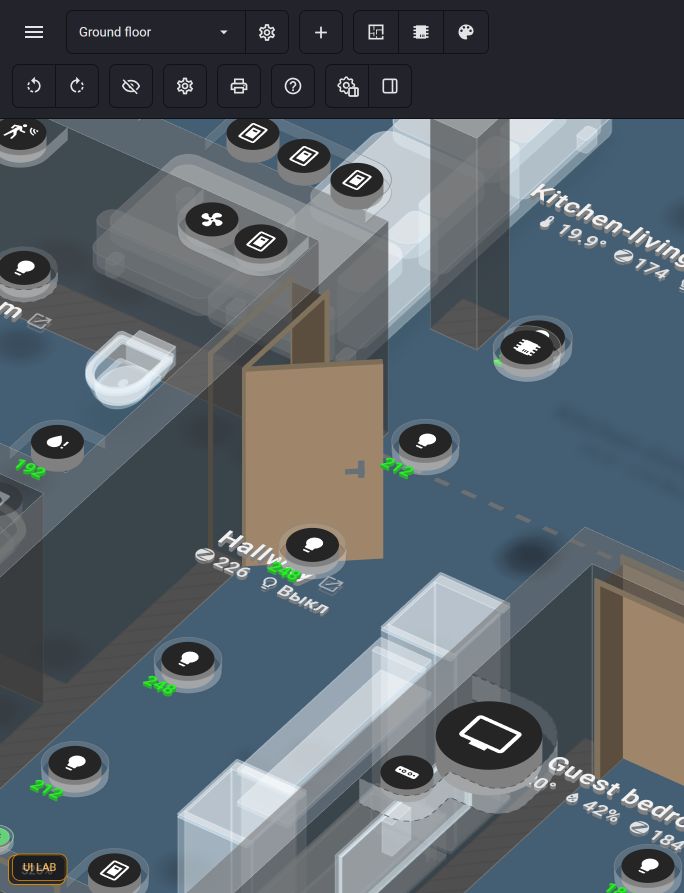 Ground floor
Kitchen-living
19.9° 174
m
192
212
Hallway
248
226 Выкл
248
212
Guest bedro
.0° 42% 184
UI LAB